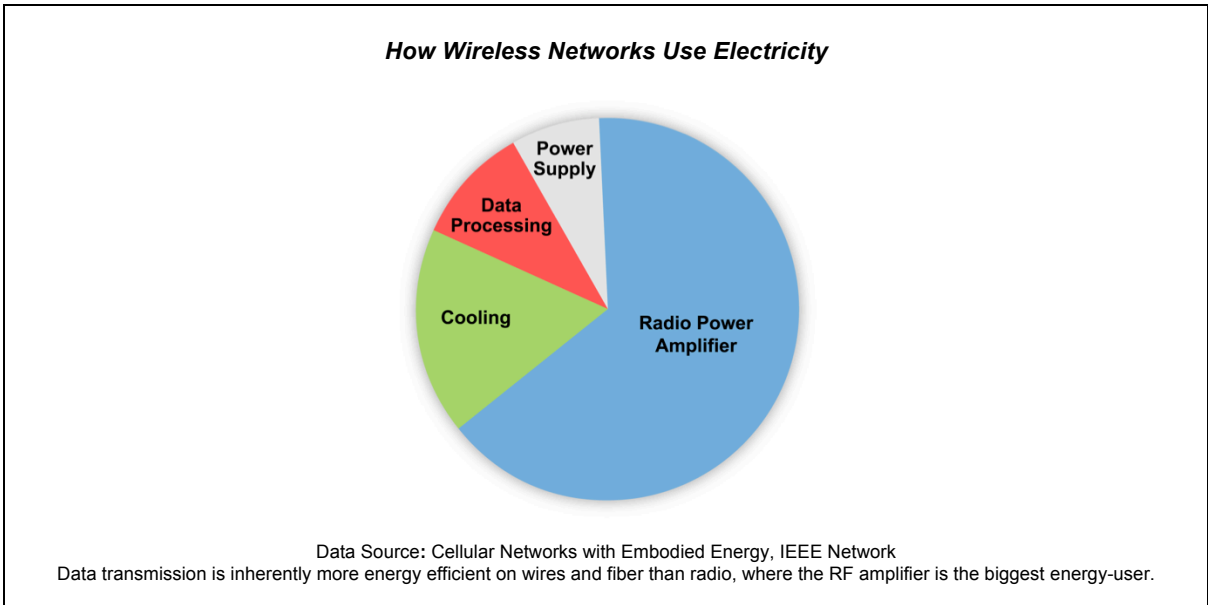 How Wireless Networks Use Electricity
Power
Supply
Data
Processing
Cooling
Radio Power
Amplifier
Data Source: Cellular Networks with Embodied Energy, IEEE Network
Data transmission is inherently more energy efficient on wires and fiber than radio, where the RF amplifier is the biggest energy-user.